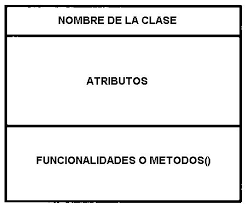 NOMBRE DE LA CLASE
ATRIBUTOS
FUNCIONALIDADES O METODOS()